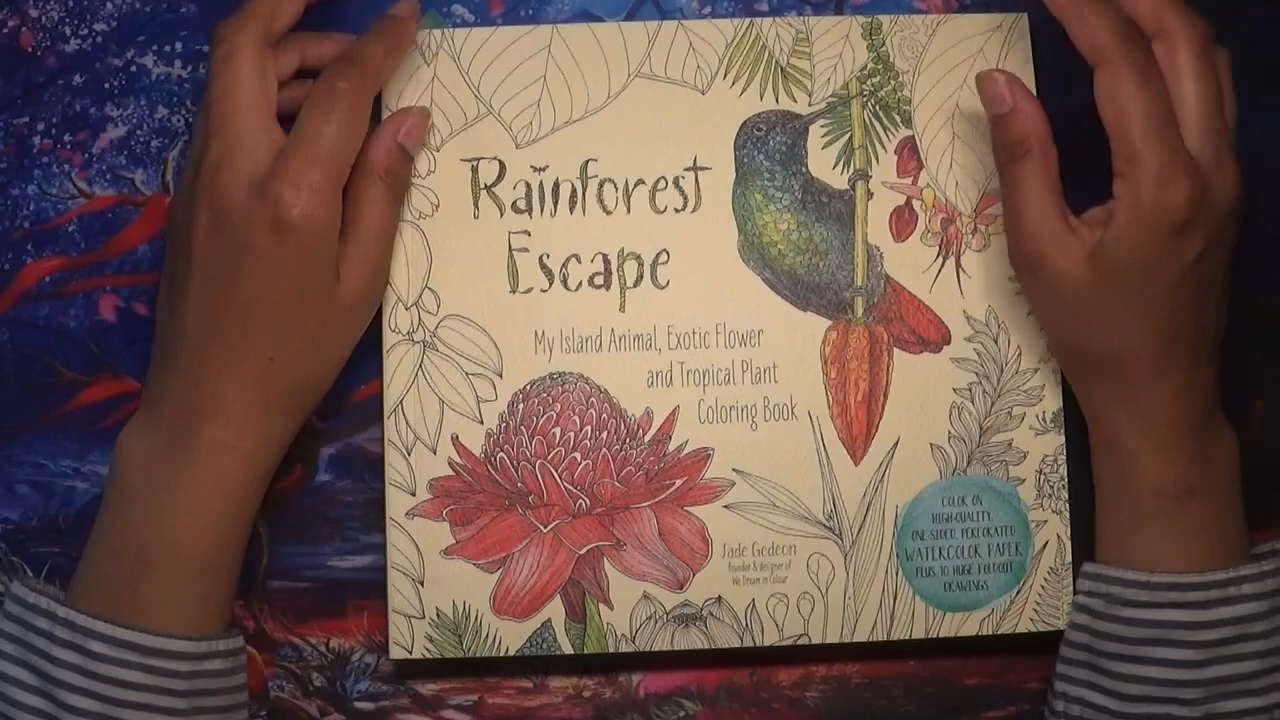 Rainforest
Escape
My Island Animal, Exotic Flower
and Tropical Plant
Coloring Book
Jade Gedeon
founder & designer of
We Dream in Colour
COLOR ON
HIGH-QUALITY,
ONE-SIDED, PERFORATED
WATERCOLOR PAPER
PLUS 10 HUGE FOLDOUT
DRAWINGS